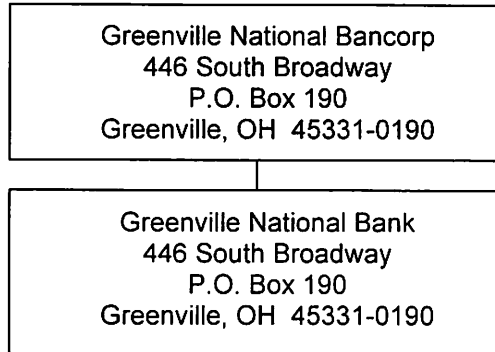 Greenville National Bancorp
446 South Broadway
P.O. Box 190
Greenville, OH 45331-0190
Greenville National Bank
446 South Broadway
P.O. Box 190
Greenville, OH 45331-0190